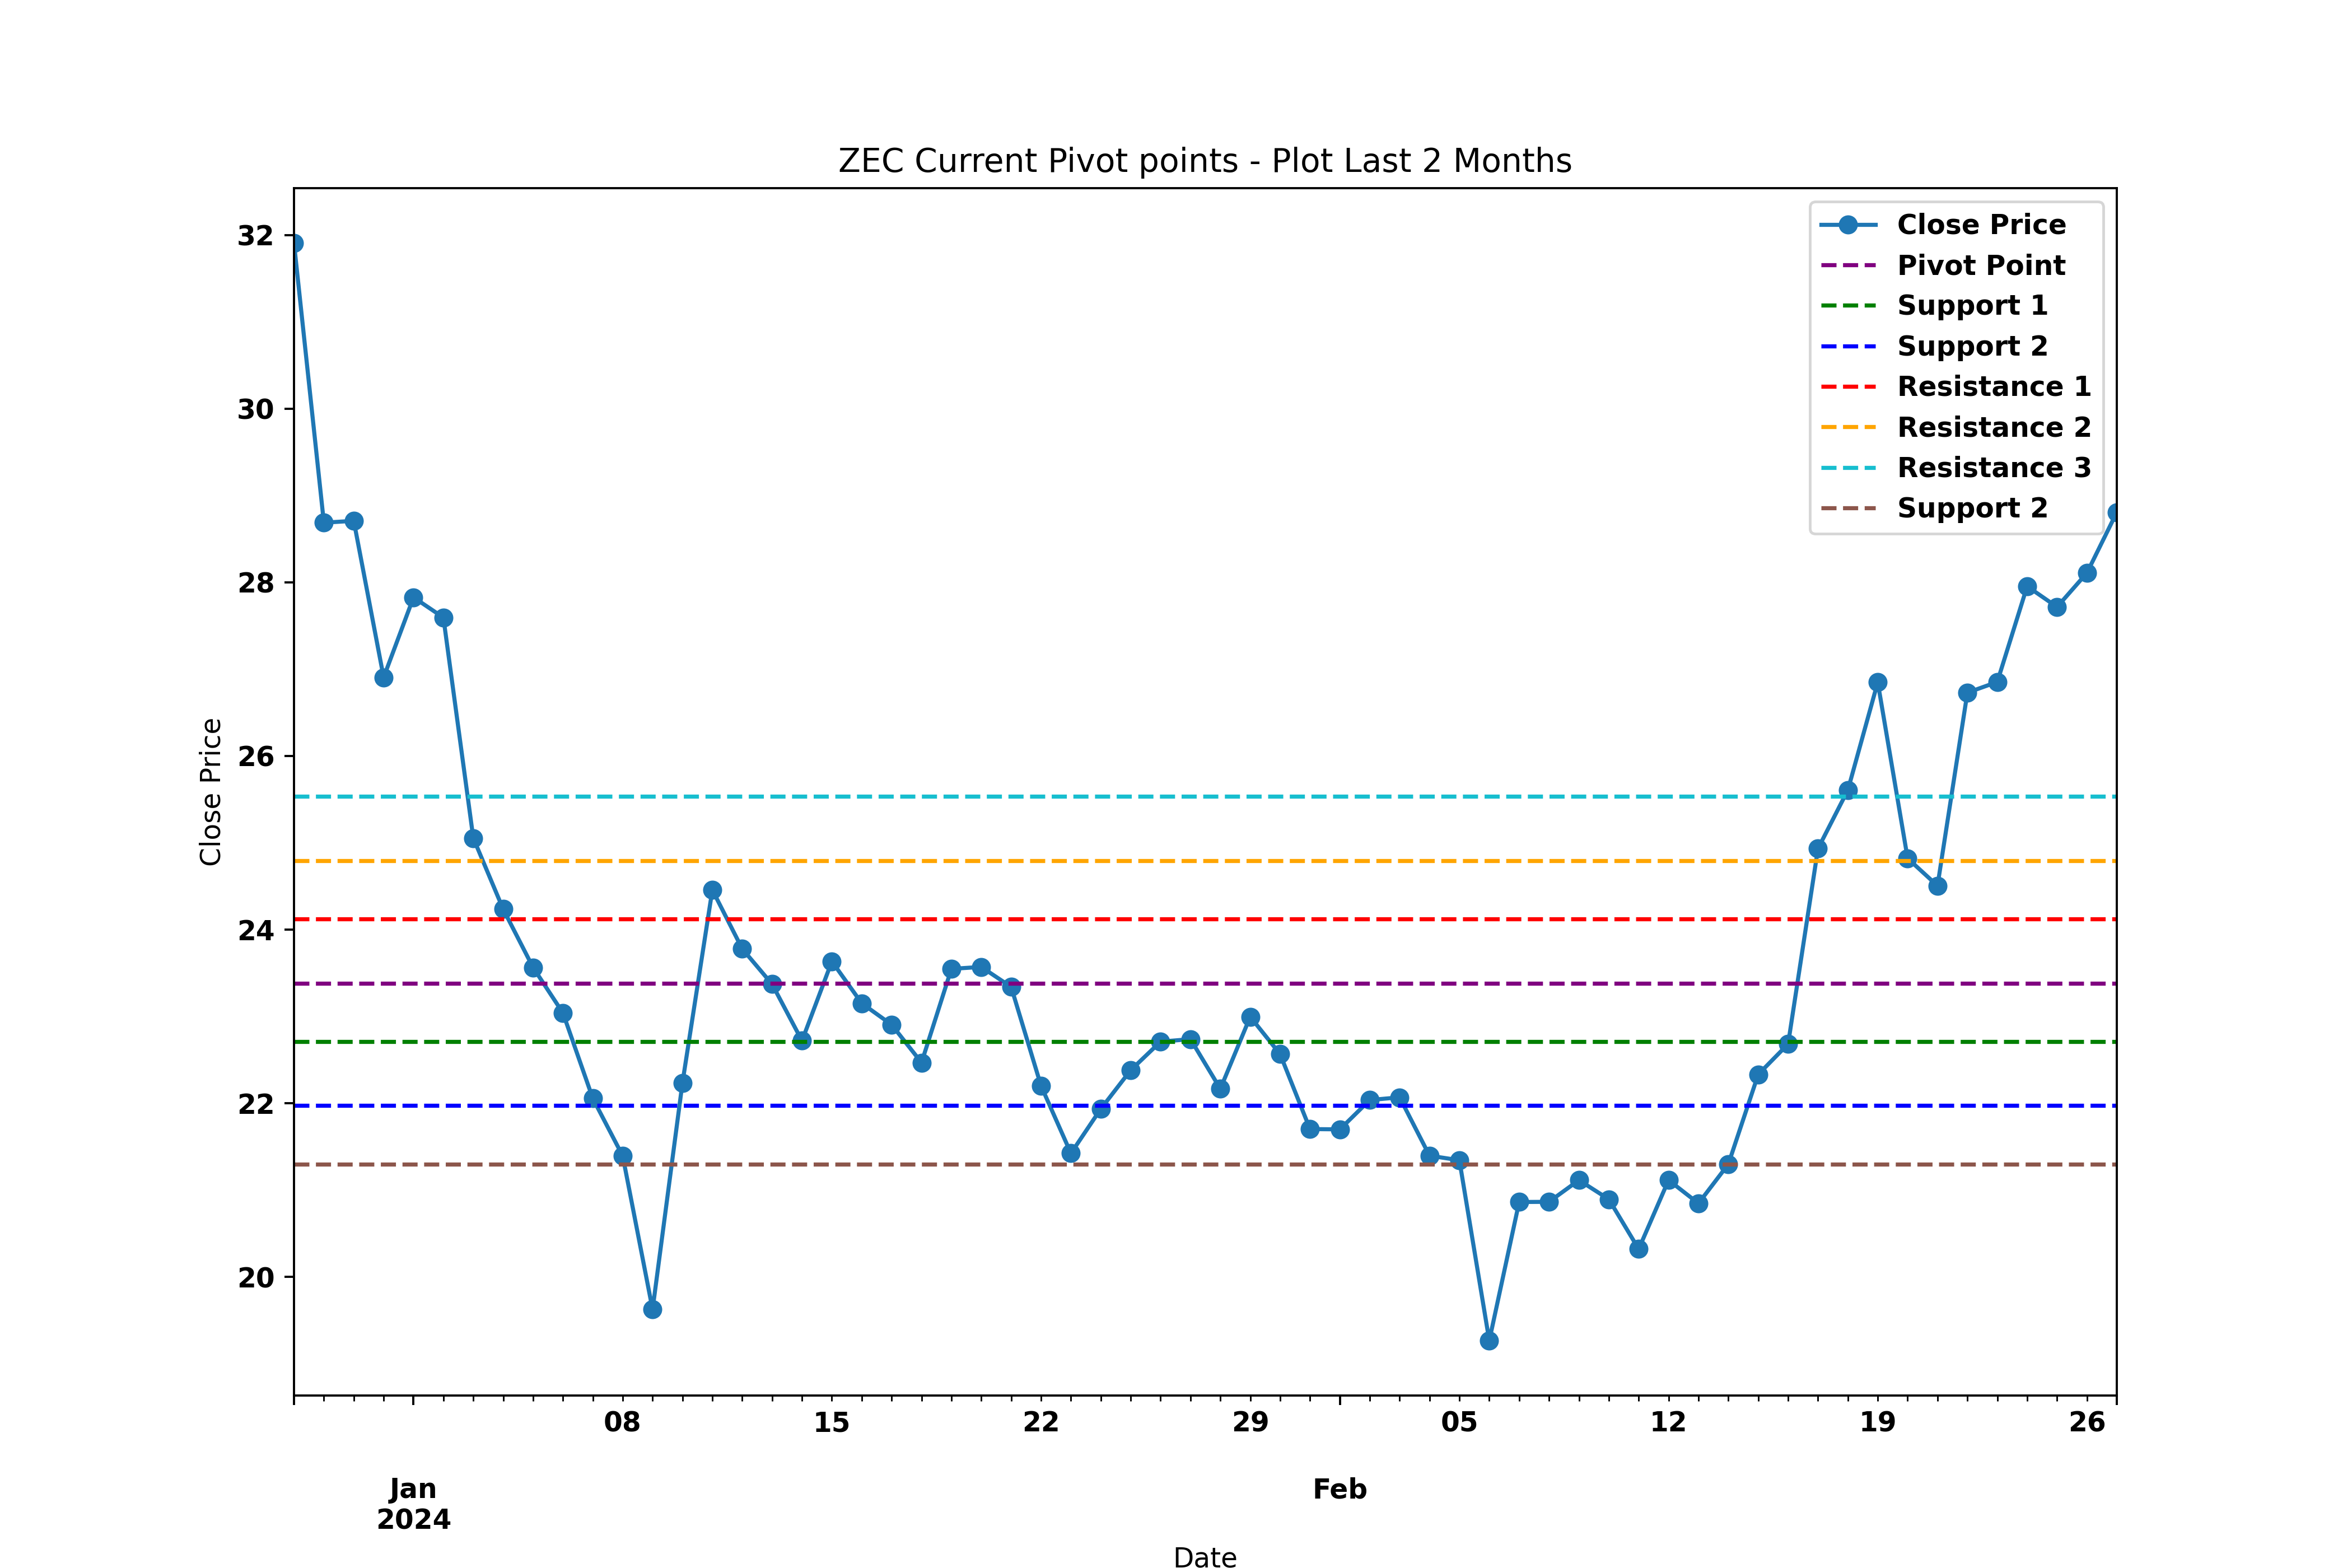 ZEC Current Pivot points - Plot Last 2 Months
32
30
28
26
24
22
20
Close Price
Close Price
Pivot Point
Support 1
Support 2
Resistance 1
Resistance 2
Resistance 3
Support 2
08 15 22 29 05 12 19 26
Jan Feb
2024
Date